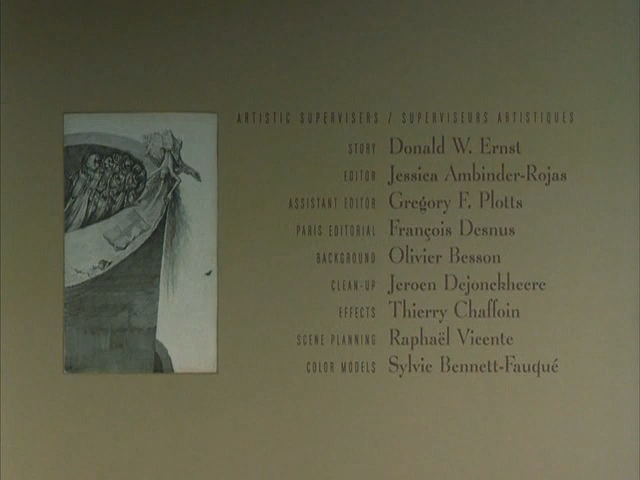 ARTISTIC SUPERVISERS / SUPERVISEURS ARTISTIQUES
STORY Donald W. Ernst
EDITOR Jessica Ambinder-Rojas
ASSISTANT EDITOR Gregory F. Plotts
PARIS EDITORIAL François Desnus
BACKGROUND Olivier Besson
CLEAN-UP Jeroen Dejonckheere
EFFECTS Thierry Chaffoin
SCENE PLANNING Raphaël Vicente
COLOR MODELS Sylvie Bennett-Fauqué